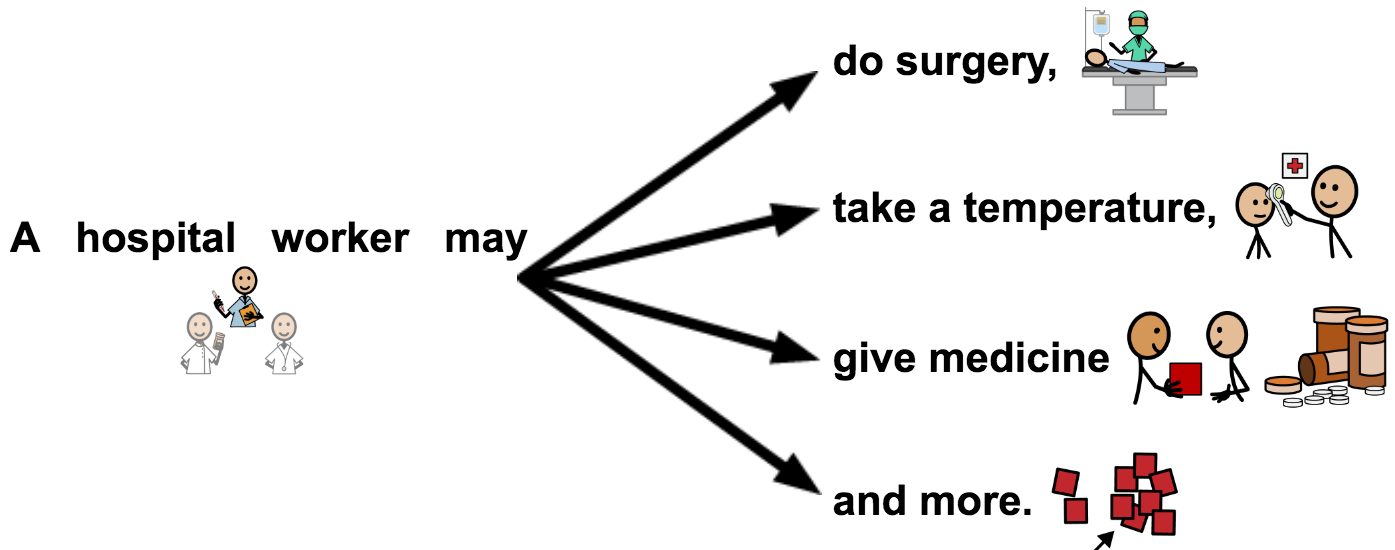 A hospital worker may
do surgery,
take a temperature,
give medicine
and more.